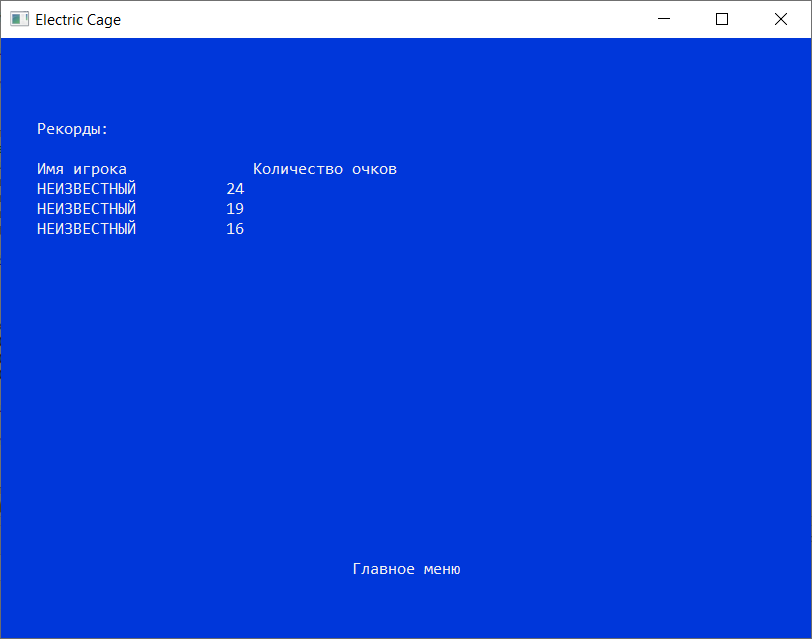 Electric Cage
Рекорды:
Имя игрока Количество очков
НЕИЗВЕСТНЫЙ 24
НЕИЗВЕСТНЫЙ 19
НЕИЗВЕСТНЫЙ 16
Главное меню